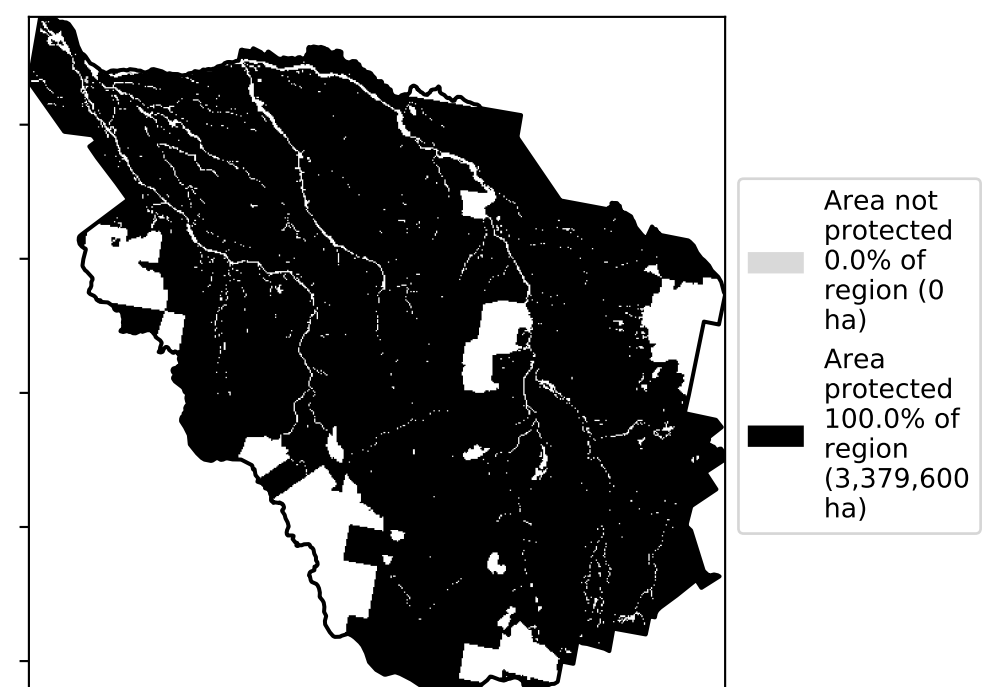 Area not
protected
0.0% of
region (0
ha)
Area
protected
100.0% of
region
(3,379,600
ha)